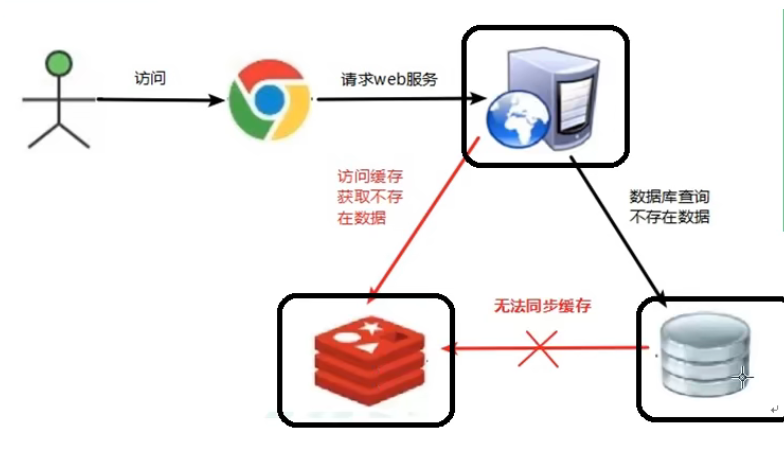 访问
请求web服务
访问缓存
获取不存
在数据
数据库查询
不存在数据
无法同步缓存